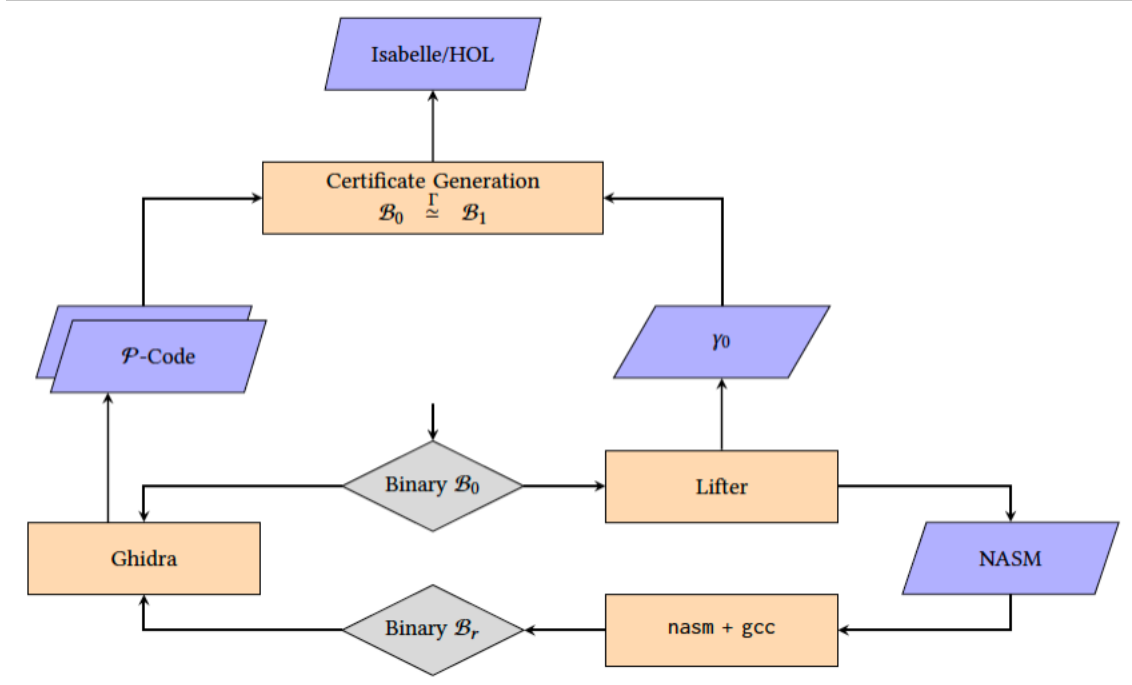 Isabelle/HOL
Certificate Generation
𝓑₀ ≃^Γ 𝓑₁
𝓟-Code
γ₀
Binary 𝓑₀
Lifter
Ghidra
NASM
Binary 𝓑ᵣ
nasm + gcc